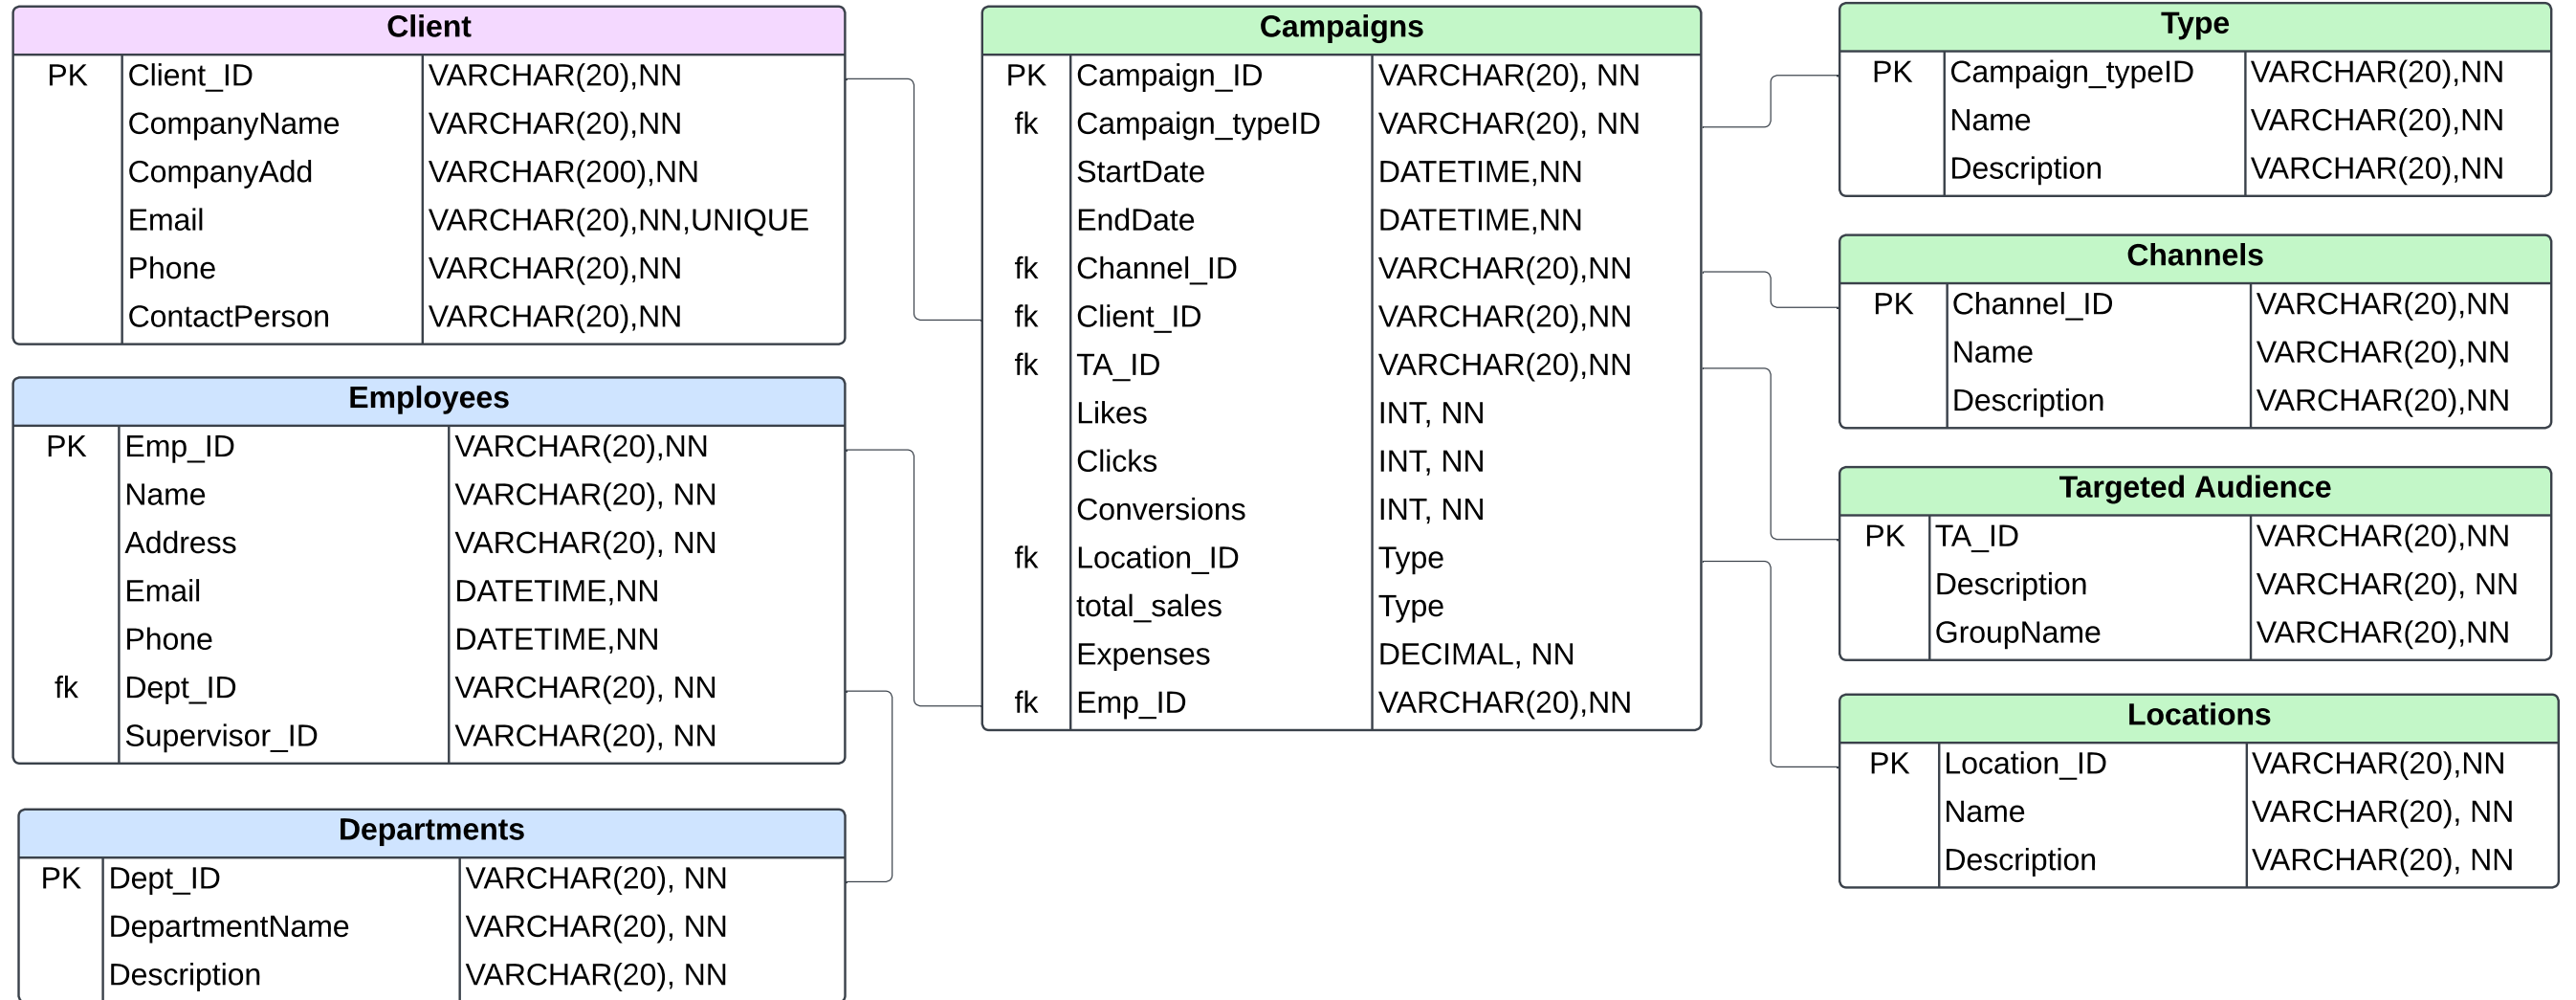 Client
PK Client_ID VARCHAR(20),NN
CompanyName VARCHAR(20),NN
CompanyAdd VARCHAR(200),NN
Email VARCHAR(20),NN,UNIQUE
Phone VARCHAR(20),NN
ContactPerson VARCHAR(20),NN
Employees
PK Emp_ID VARCHAR(20),NN
Name VARCHAR(20), NN
Address VARCHAR(20), NN
Email DATETIME,NN
Phone DATETIME,NN
fk Dept_ID VARCHAR(20), NN
Supervisor_ID VARCHAR(20), NN
Departments
PK Dept_ID VARCHAR(20), NN
DepartmentName VARCHAR(20), NN
Description VARCHAR(20), NN
Campaigns
PK Campaign_ID VARCHAR(20), NN
fk Campaign_typeID VARCHAR(20), NN
StartDate DATETIME,NN
EndDate DATETIME,NN
fk Channel_ID VARCHAR(20),NN
fk Client_ID VARCHAR(20),NN
fk TA_ID VARCHAR(20),NN
Likes INT, NN
Clicks INT, NN
Conversions INT, NN
fk Location_ID Type
total_sales Type
Expenses DECIMAL, NN
fk Emp_ID VARCHAR(20),NN
Type
PK Campaign_typeID VARCHAR(20),NN
Name VARCHAR(20),NN
Description VARCHAR(20),NN
Channels
PK Channel_ID VARCHAR(20),NN
Name VARCHAR(20),NN
Description VARCHAR(20),NN
Targeted Audience
PK TA_ID VARCHAR(20),NN
Description VARCHAR(20), NN
GroupName VARCHAR(20),NN
Locations
PK Location_ID VARCHAR(20),NN
Name VARCHAR(20), NN
Description VARCHAR(20), NN